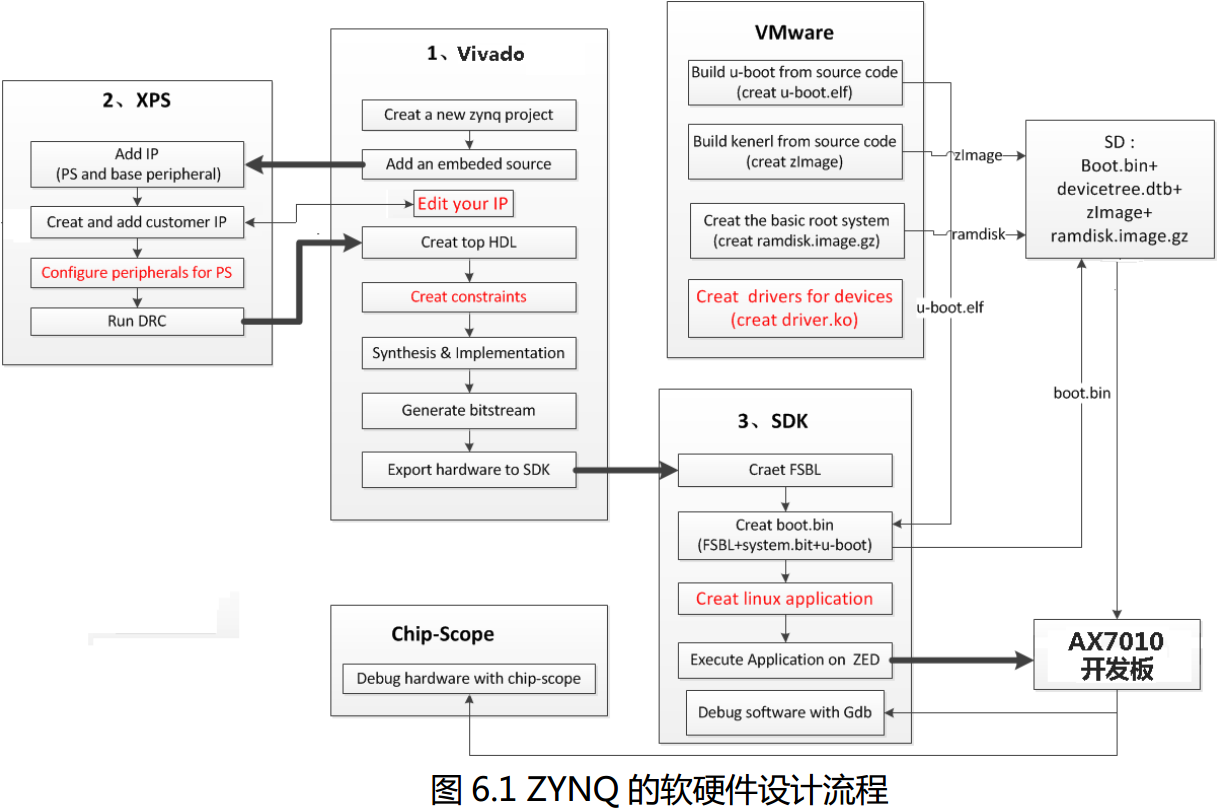 1、Vivado
Creat a new zynq project
Add an embeded source
Edit your IP
Creat top HDL
Creat constraints
Synthesis & Implementation
Generate bitstream
Export hardware to SDK
2、XPS
Add IP
(PS and base peripheral)
Creat and add customer IP
Configure peripherals for PS
Run DRC
VMware
Build u-boot from source code
(creat u-boot.elf)
Build kenerl from source code
(creat zImage)
Creat the basic root system
(creat ramdisk.image.gz)
Creat drivers for devices
(creat driver.ko)
zImage
ramdisk
u-boot.elf
boot.bin
SD：
Boot.bin+
devicetree.dtb+
zImage+
ramdisk.image.gz
3、SDK
Craet FSBL
Creat boot.bin
(FSBL+system.bit+u-boot)
Creat linux application
Execute Application on ZED
Debug software with Gdb
Chip-Scope
Debug hardware with chip-scope
AX7010
开发板
图 6.1 ZYNQ 的软硬件设计流程